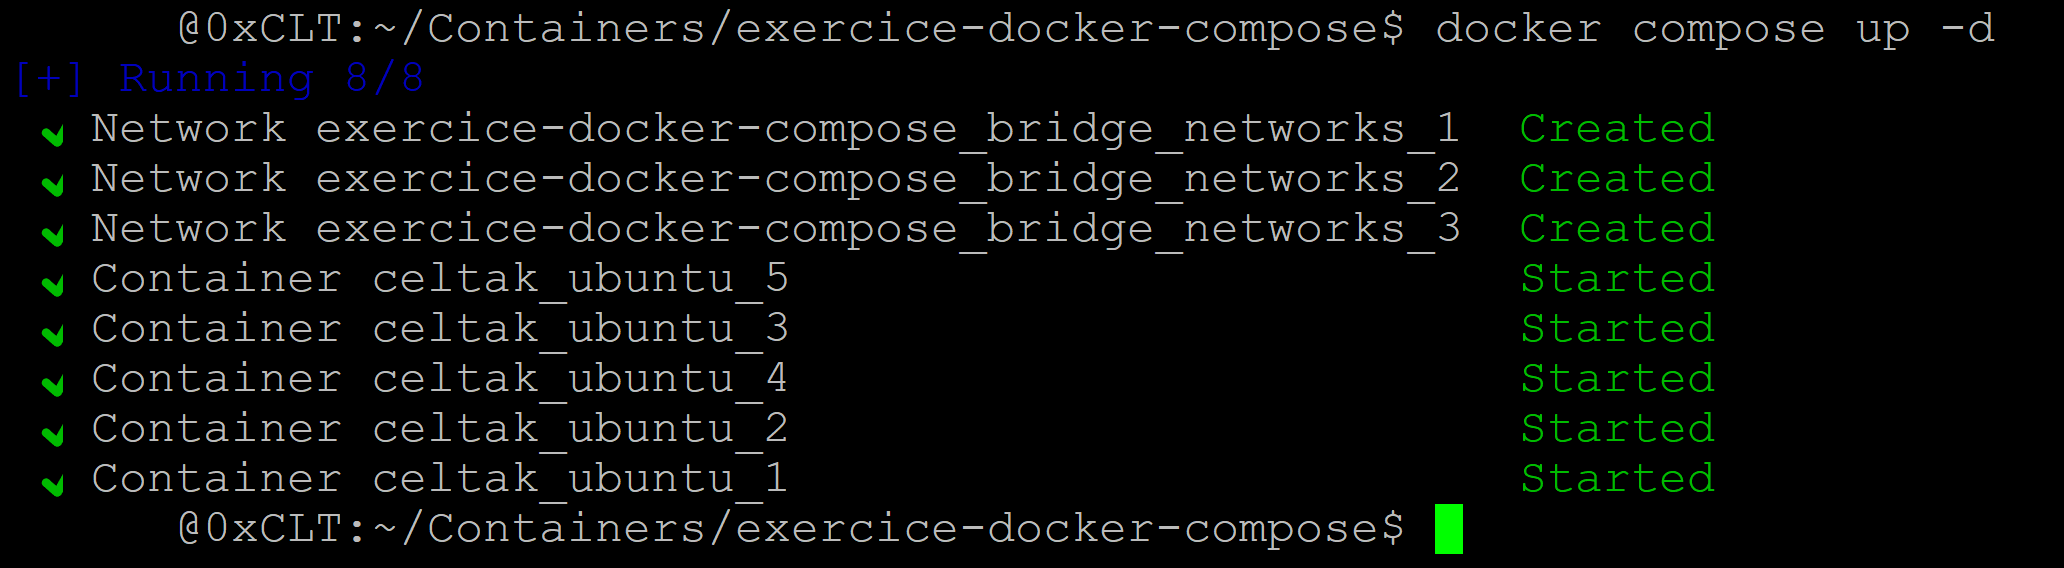 @0xCLT:~/Containers/exercice-docker-compose$ docker compose up -d
[+] Running 8/8
✔ Network exercice-docker-compose_bridge_networks_1 Created
✔ Network exercice-docker-compose_bridge_networks_2 Created
✔ Network exercice-docker-compose_bridge_networks_3 Created
✔ Container celtak_ubuntu_5 Started
✔ Container celtak_ubuntu_3 Started
✔ Container celtak_ubuntu_4 Started
✔ Container celtak_ubuntu_2 Started
✔ Container celtak_ubuntu_1 Started
@0xCLT:~/Containers/exercice-docker-compose$